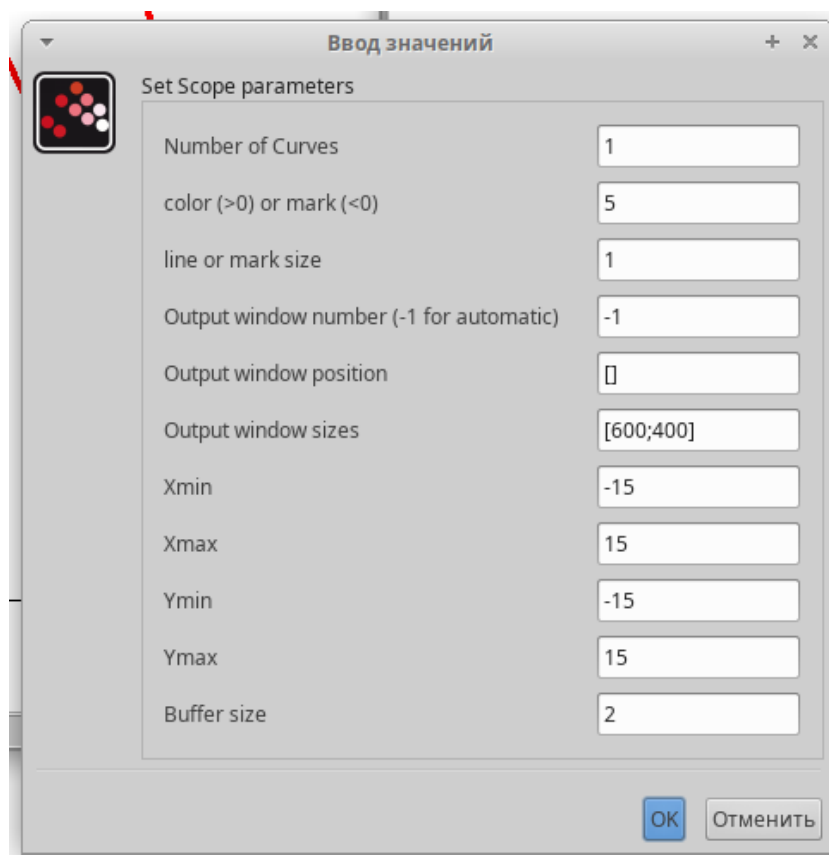 Ввод значений
Set Scope parameters
Number of Curves 1
color (>0) or mark (<0) 5
line or mark size 1
Output window number (-1 for automatic) -1
Output window position []
Output window sizes [600;400]
Xmin -15
Xmax 15
Ymin -15
Ymax 15
Buffer size 2
OK Отменить